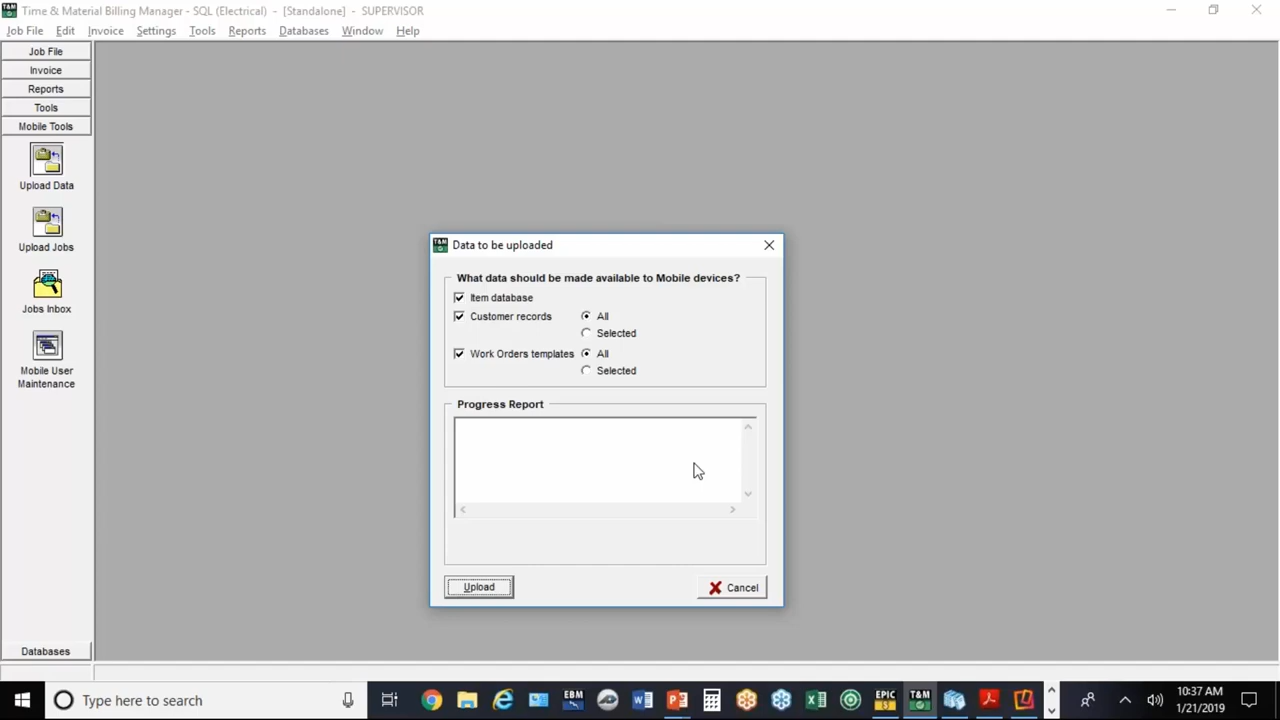 T&M
Time & Material Billing Manager - SQL (Electrical) - [Standalone] - SUPERVISOR
Job File Edit Invoice Settings Tools Reports Databases Window Help
Job File
Invoice
Reports
Tools
Mobile Tools
Upload Data
Upload Jobs
Jobs Inbox
Mobile User
Maintenance
Databases
T&M Data to be uploaded
What data should be made available to Mobile devices?
Item database
Customer records All
Selected
Work Orders templates All
Selected
Progress Report
Upload Cancel
Type here to search
EBM
EPIC
T&M
10:37 AM
1/21/2019